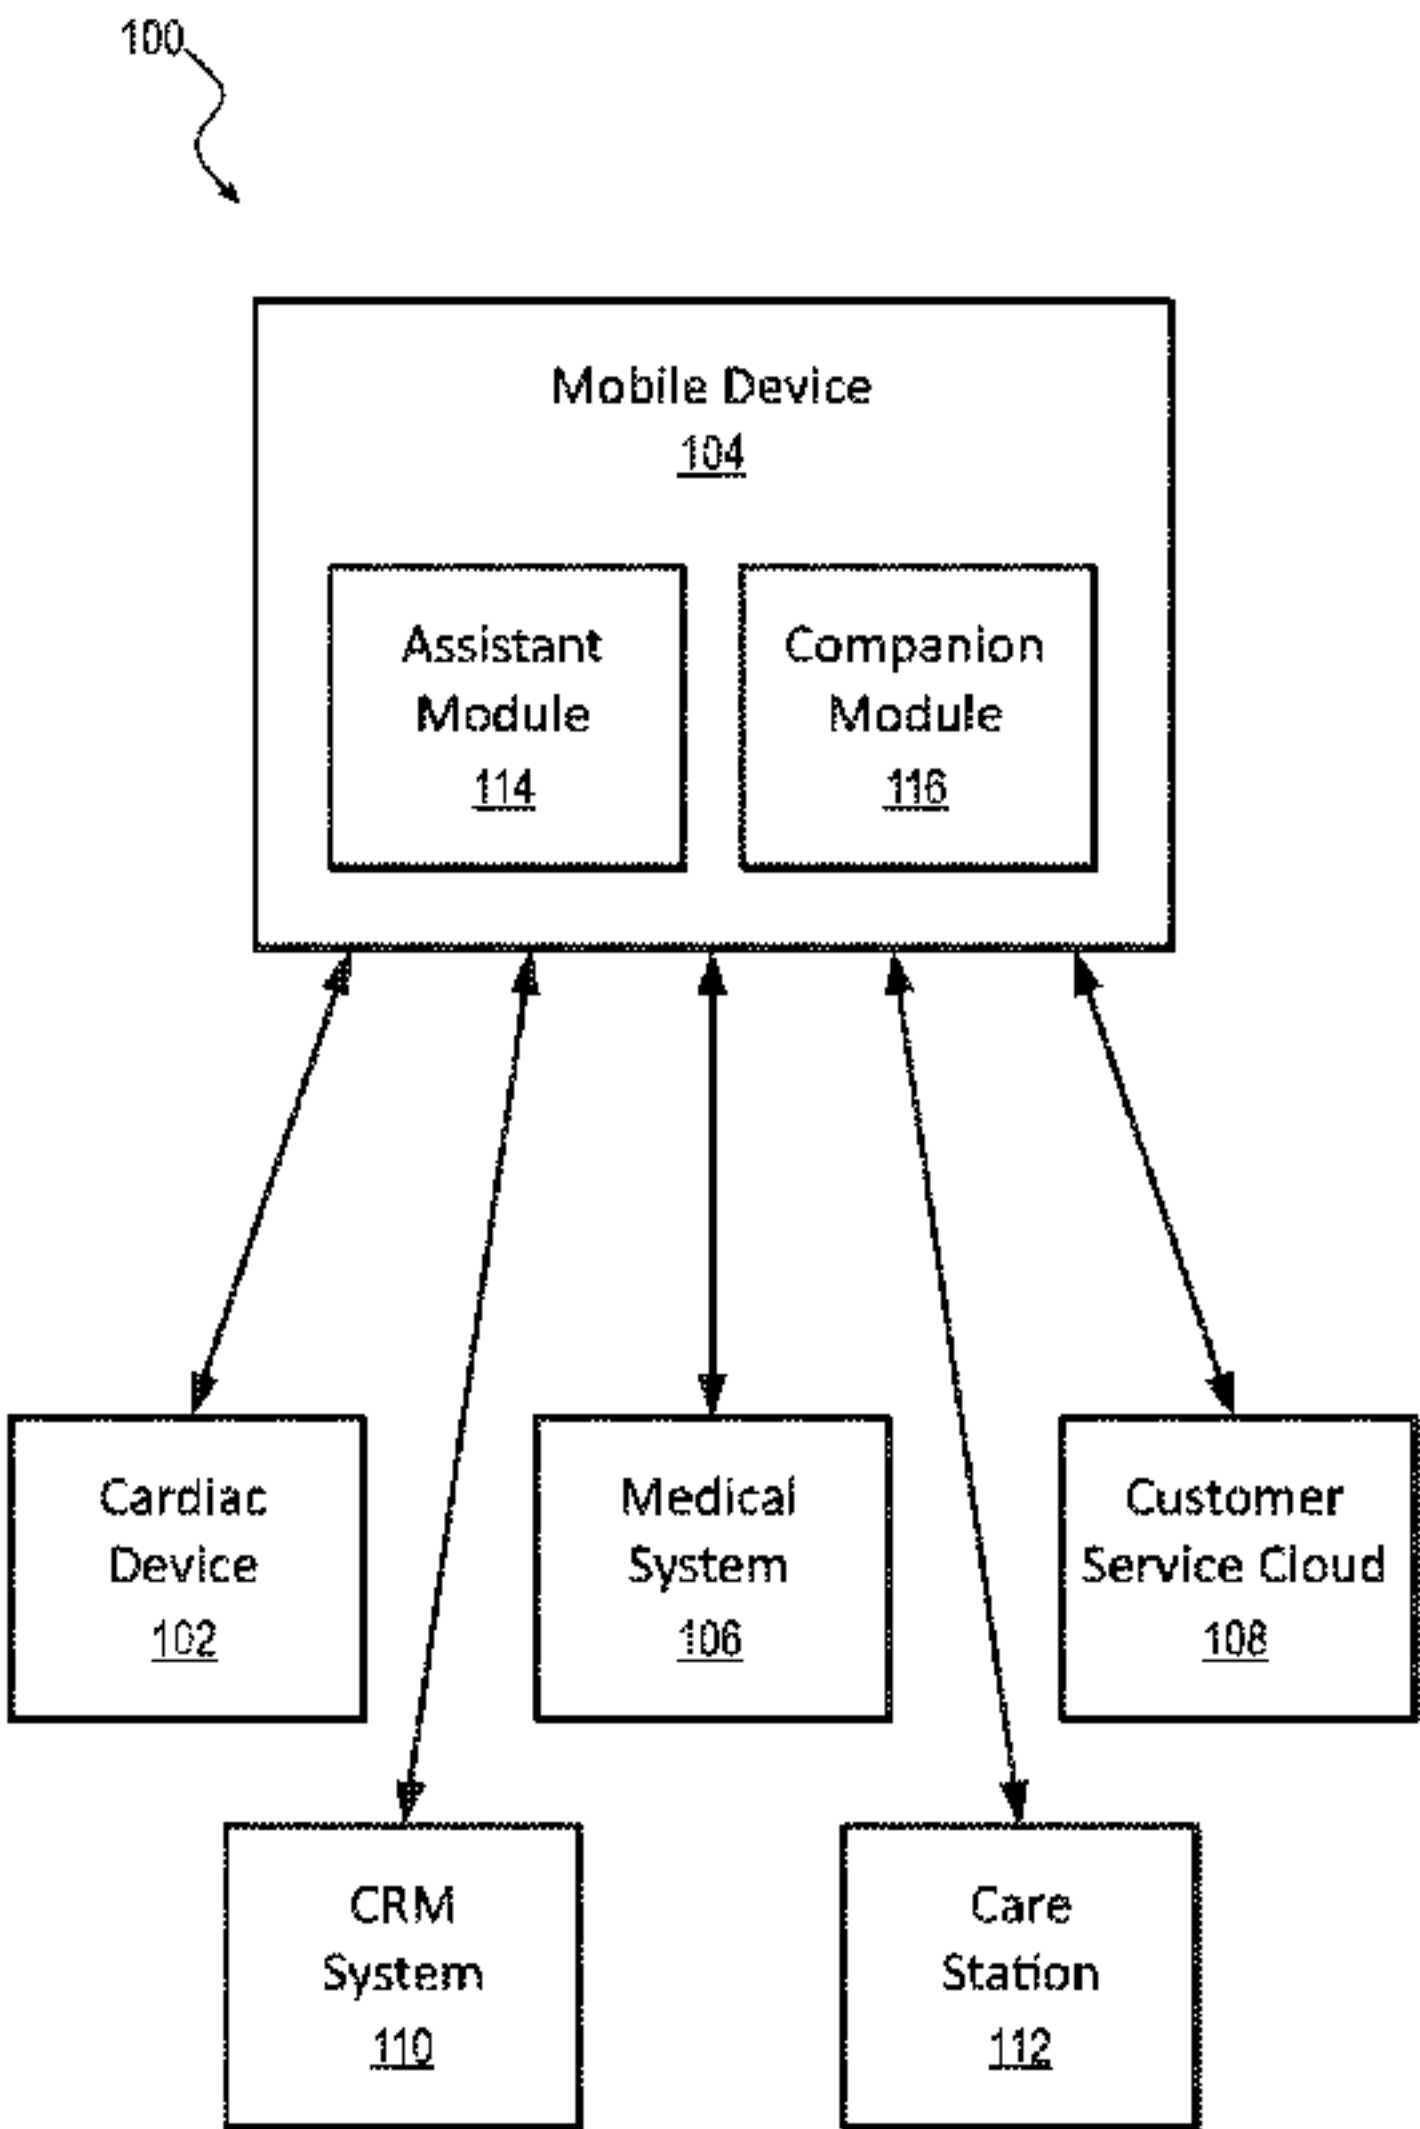 100
Mobile Device
104
Assistant
Module
114
Companion
Module
116
Cardiac
Device
102
Medical
System
106
Customer
Service Cloud
108
CRM
System
110
Care
Station
112